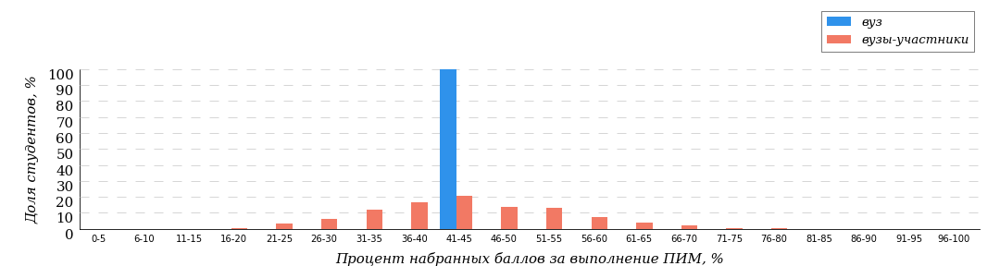 вуз
вузы-участники
Доля студентов, %
100
90
80
70
60
50
40
30
20
10
0
0-5 6-10 11-15 16-20 21-25 26-30 31-35 36-40 41-45 46-50 51-55 56-60 61-65 66-70 71-75 76-80 81-85 86-90 91-95 96-100
Процент набранных баллов за выполнение ПИМ, %